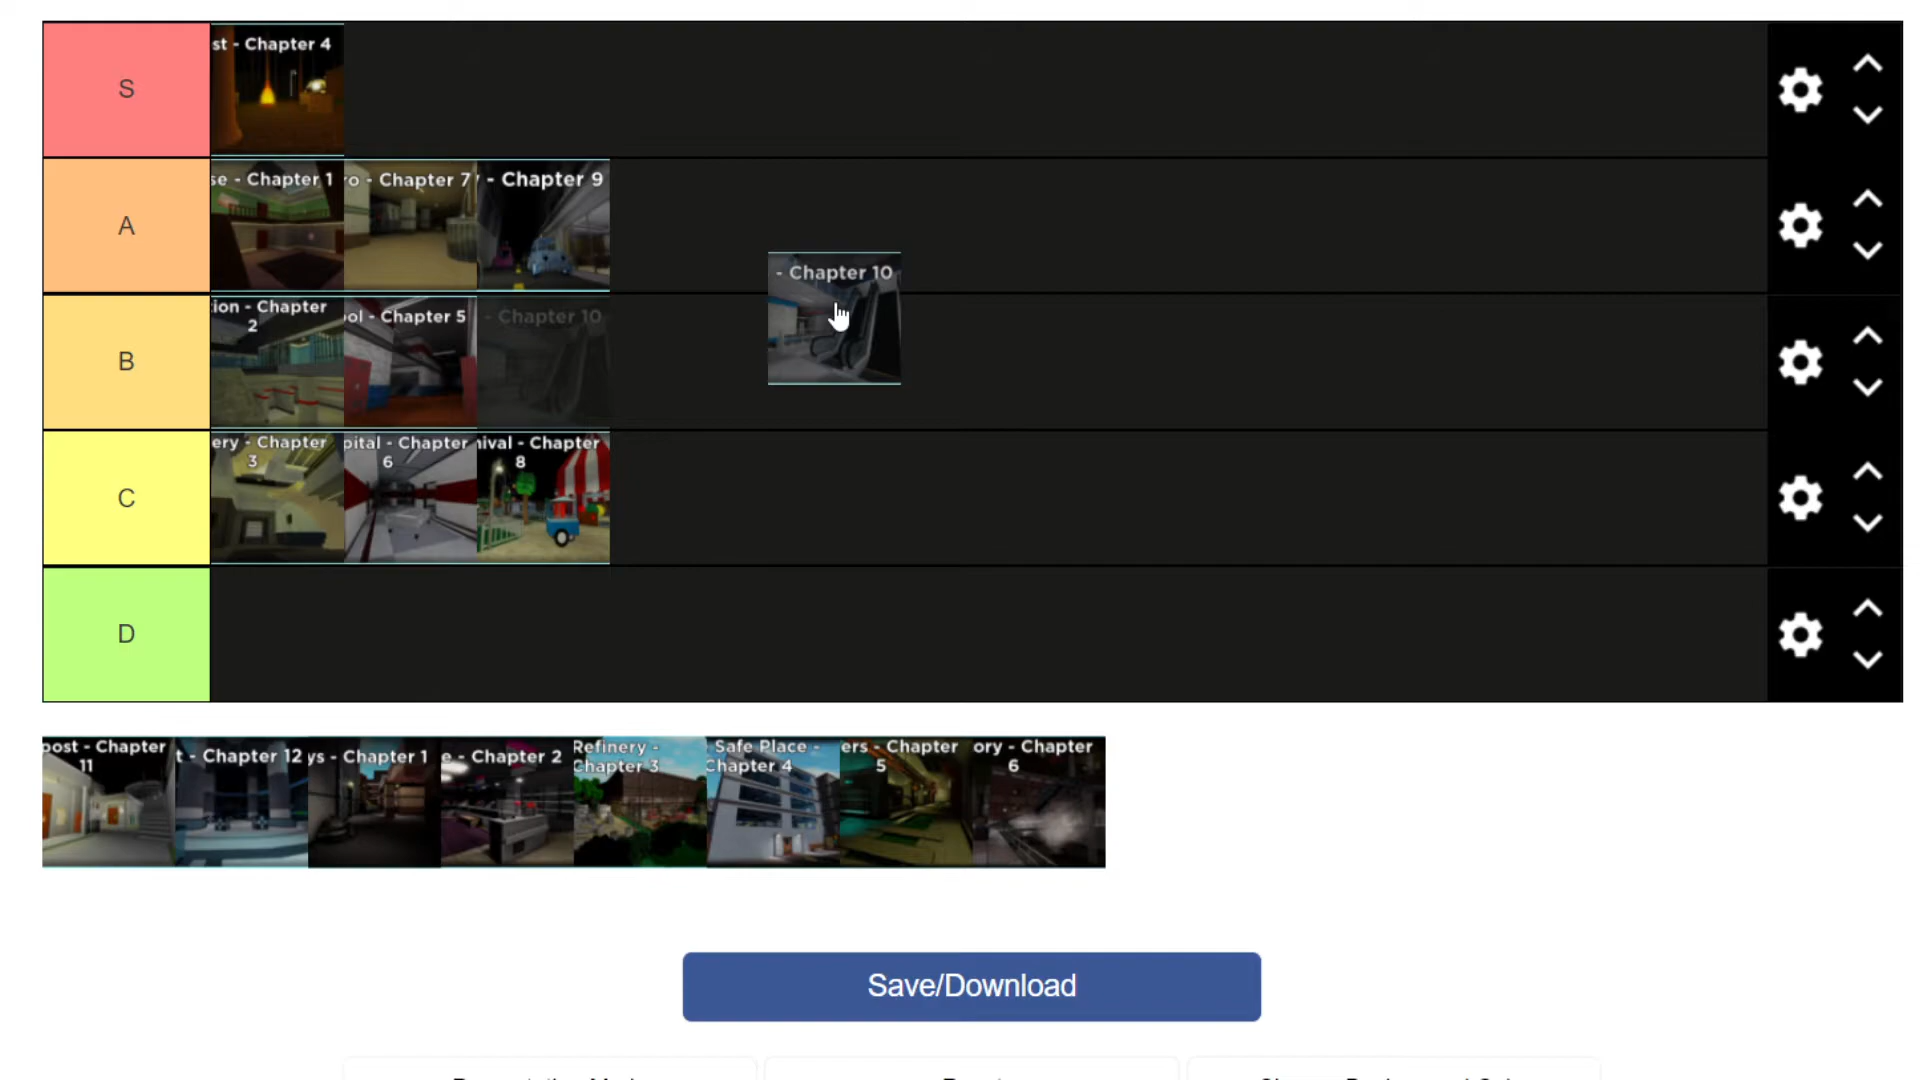 S
st - Chapter 4
A
se - Chapter 1
ro - Chapter 7
- Chapter 9
- Chapter 10
B
ion - Chapter
2
ool - Chapter 5
- Chapter 10
C
ery - Chapter
3
pital - Chapter
6
nival - Chapter
8
D
post - Chapter
11
t - Chapter 12
ys - Chapter 1
e - Chapter 2
Refinery -
Chapter 3
Safe Place -
Chapter 4
ers - Chapter
5
ory - Chapter
6
Save/Download